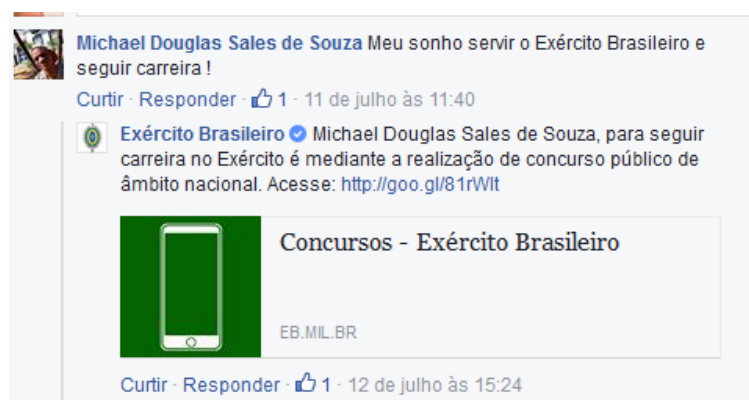 Michael Douglas Sales de Souza Meu sonho servir o Exército Brasileiro e
seguir carreira !
Curtir · Responder · 1 · 11 de julho às 11:40
Exército Brasileiro Michael Douglas Sales de Souza, para seguir
carreira no Exército é mediante a realização de concurso público de
âmbito nacional. Acesse: http://goo.gl/81rWlt
Concursos - Exército Brasileiro
EB.MIL.BR
Curtir · Responder · 1 · 12 de julho às 15:24